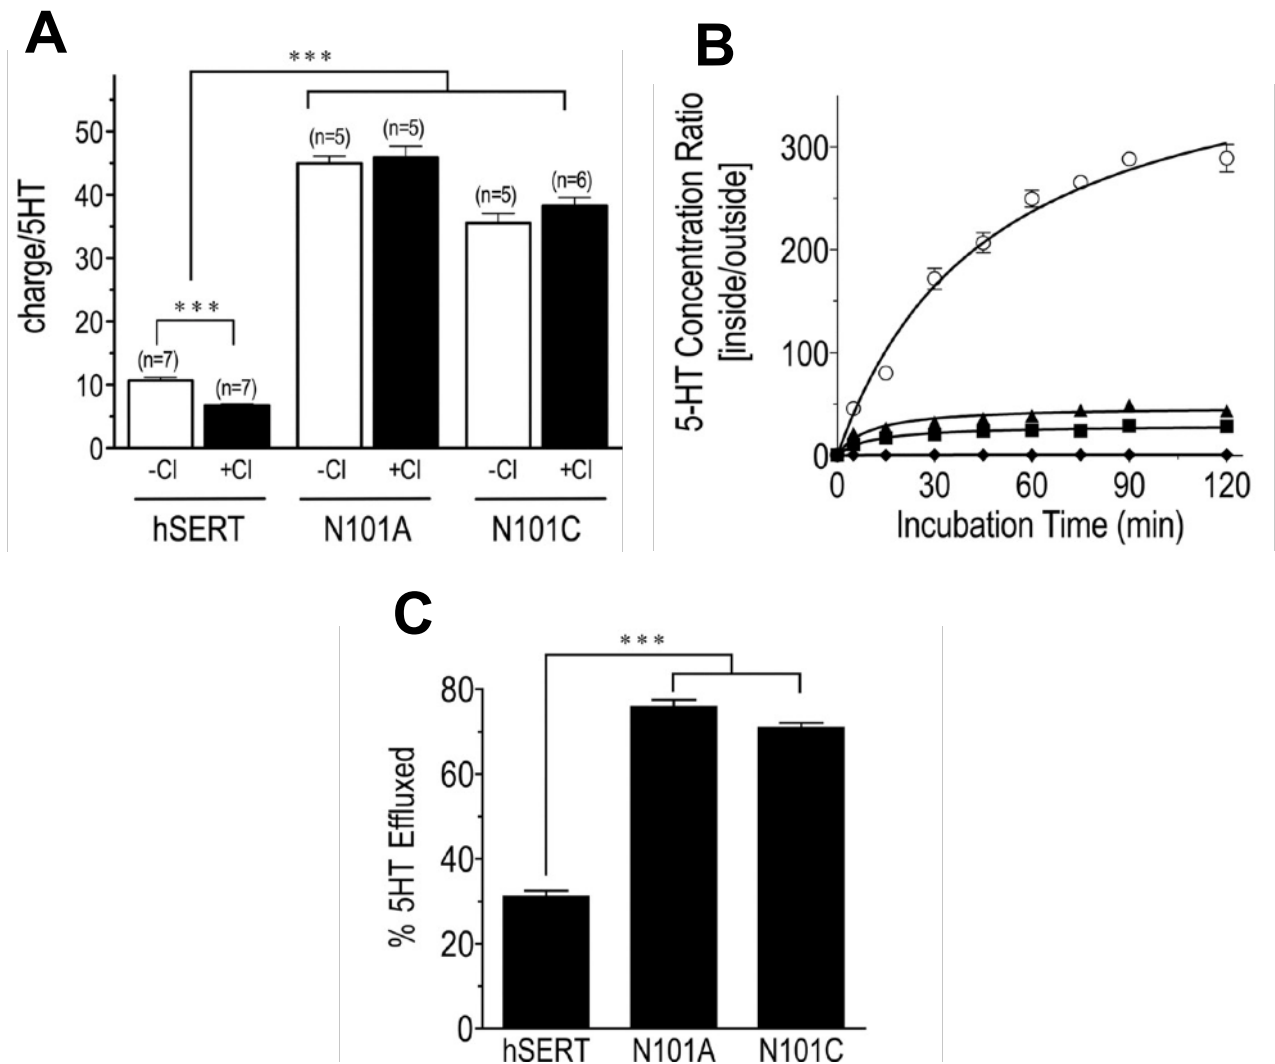 A
***
(n=5)
(n=5)
(n=5)
(n=6)
***
(n=7)
(n=7)
charge/5HT
50
40
30
20
10
0
-Cl
+Cl
-Cl
+Cl
-Cl
+Cl
hSERT
N101A
N101C
B
5-HT Concentration Ratio
[inside/outside]
300
200
100
0
0
30
60
90
120
Incubation Time (min)
C
***
% 5HT Effluxed
80
60
40
20
0
hSERT
N101A
N101C